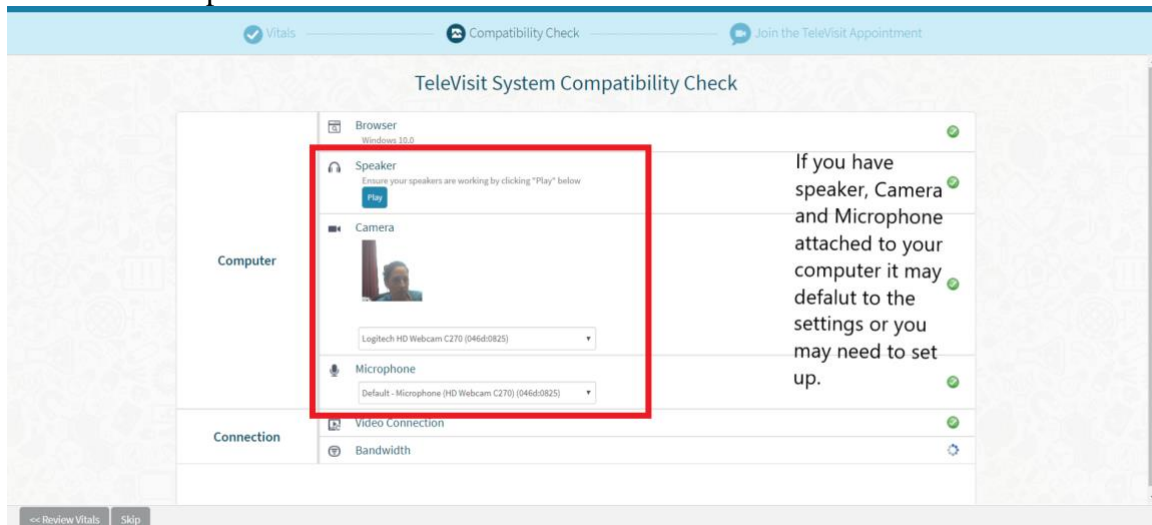 Vitals
Compatibility Check
Join the TeleVisit Appointment
TeleVisit System Compatibility Check
Computer
Browser
Windows 10.0
Speaker
Ensure your speakers are working by clicking "Play" below
Play
Camera
Logitech HD Webcam C270 (046d:0825)
Microphone
Default - Microphone (HD Webcam C270) (046d:0825)
If you have
speaker, Camera
and Microphone
attached to your
computer it may
defalut to the
settings or you
may need to set
up.
Connection
Video Connection
Bandwidth
<< Review Vitals
Skip